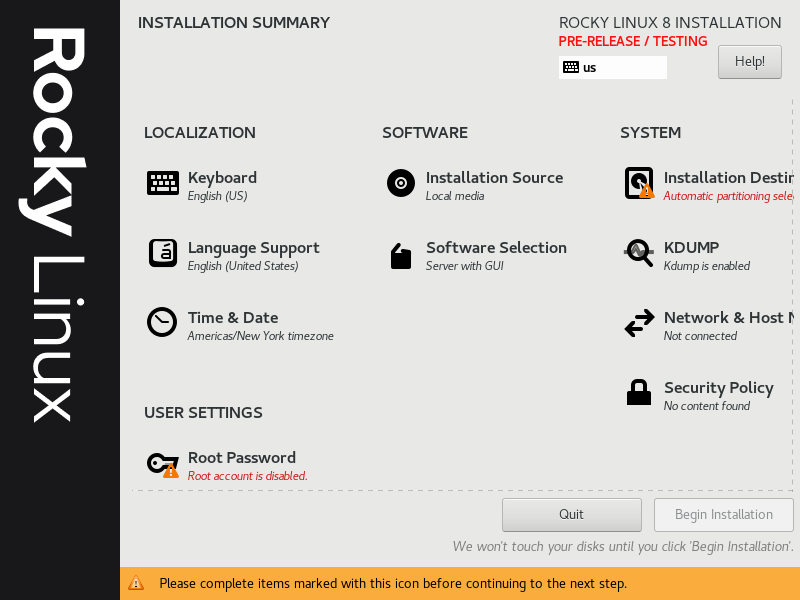 Rocky Linux
INSTALLATION SUMMARY
ROCKY LINUX 8 INSTALLATION
PRE-RELEASE / TESTING
us
Help!
LOCALIZATION
Keyboard
English (US)
Language Support
English (United States)
Time & Date
Americas/New York timezone
USER SETTINGS
Root Password
Root account is disabled.
SOFTWARE
Installation Source
Local media
Software Selection
Server with GUI
SYSTEM
Installation Destin
Automatic partitioning sele
KDUMP
Kdump is enabled
Network & Host N
Not connected
Security Policy
No content found
Quit
Begin Installation
We won't touch your disks until you click 'Begin Installation'.
Please complete items marked with this icon before continuing to the next step.